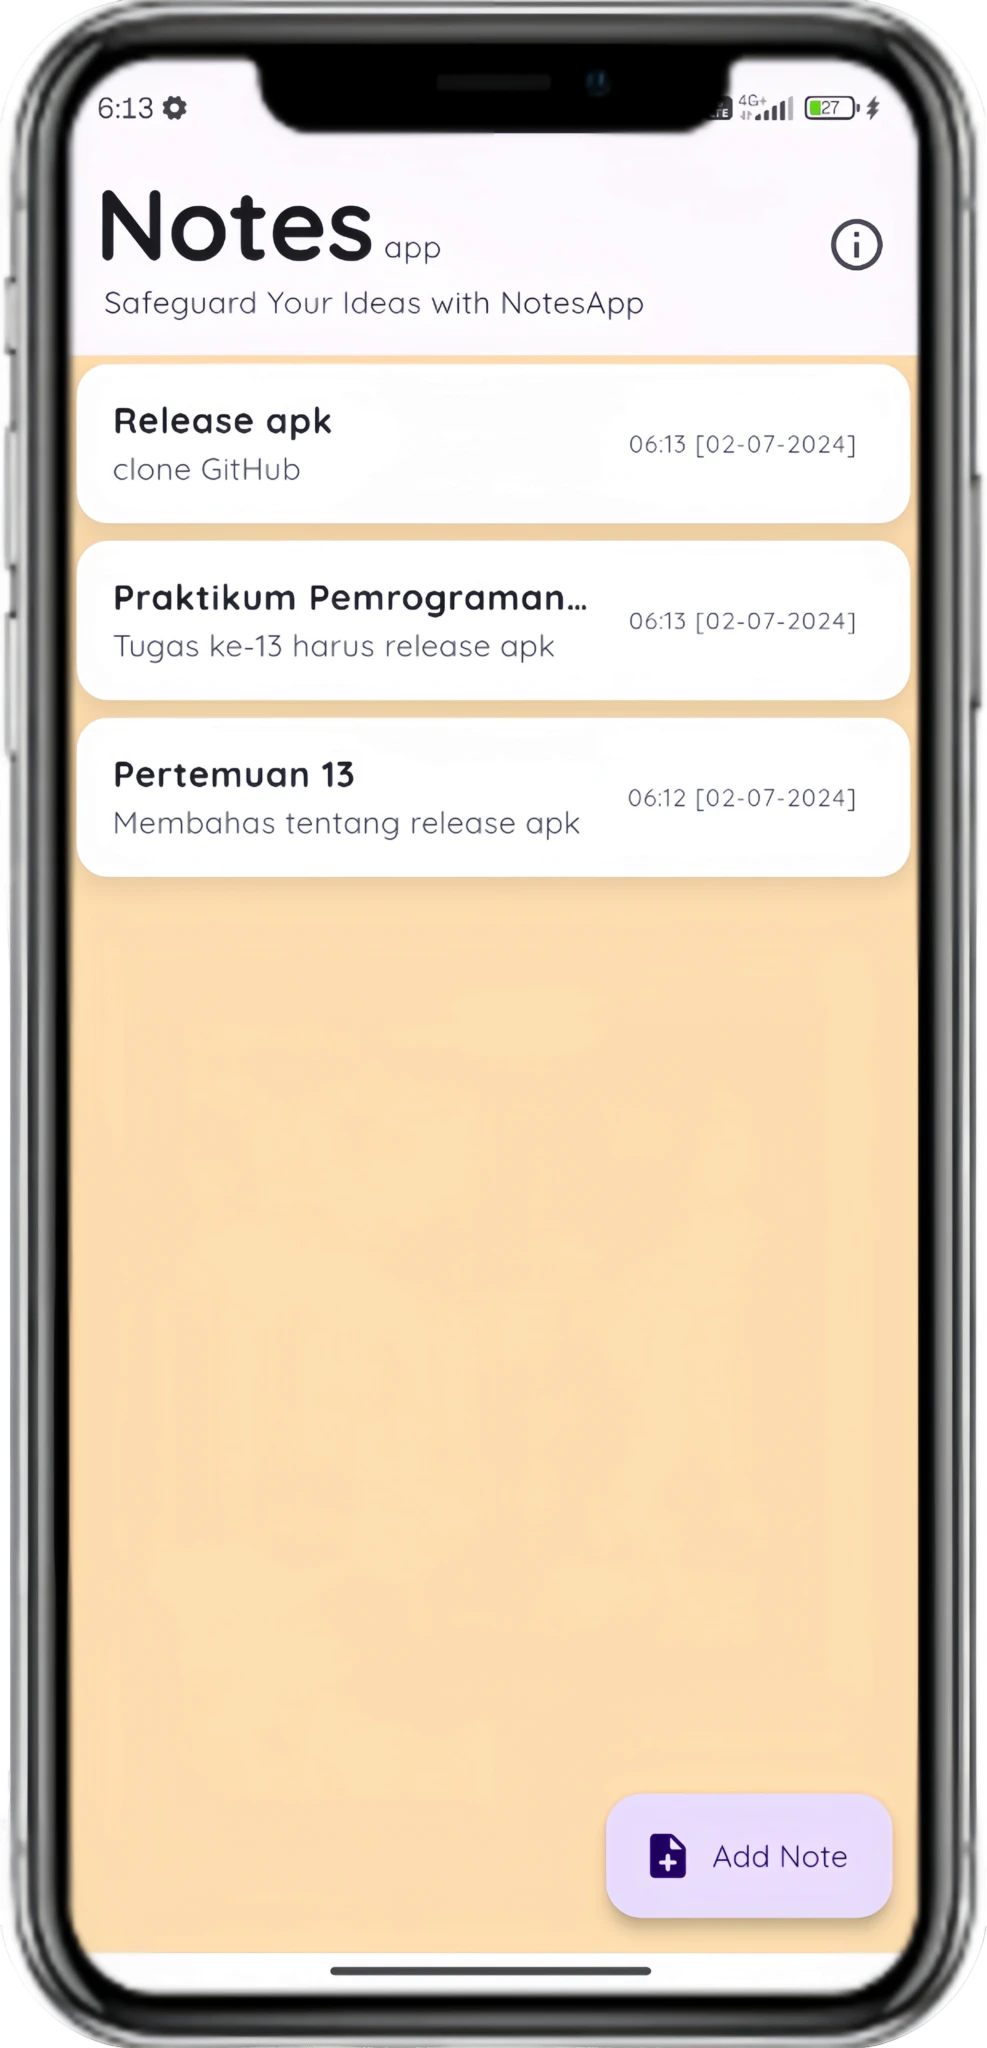 6:13
4G+
27
Notes app
Safeguard Your Ideas with NotesApp
Release apk
clone GitHub
06:13 [02-07-2024]
Praktikum Pemrograman...
Tugas ke-13 harus release apk
06:13 [02-07-2024]
Pertemuan 13
Membahas tentang release apk
06:12 [02-07-2024]
Add Note